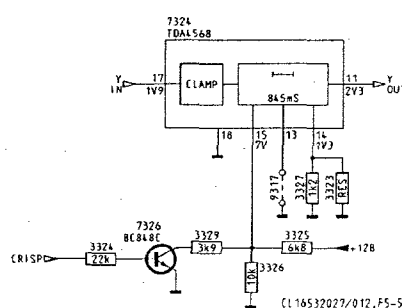 7324
TDA4568
Y
IN
17
1V9
CLAMP
845mS
11
2V3
Y
OUT
18
15
7V
13
14
1V3
9317
3327
1k2
3323
RES
7326
BC848C
3329
3k9
3325
6k8
+12B
CRISP
3324
22k
3326
10k
CL16532027/012.F5-5